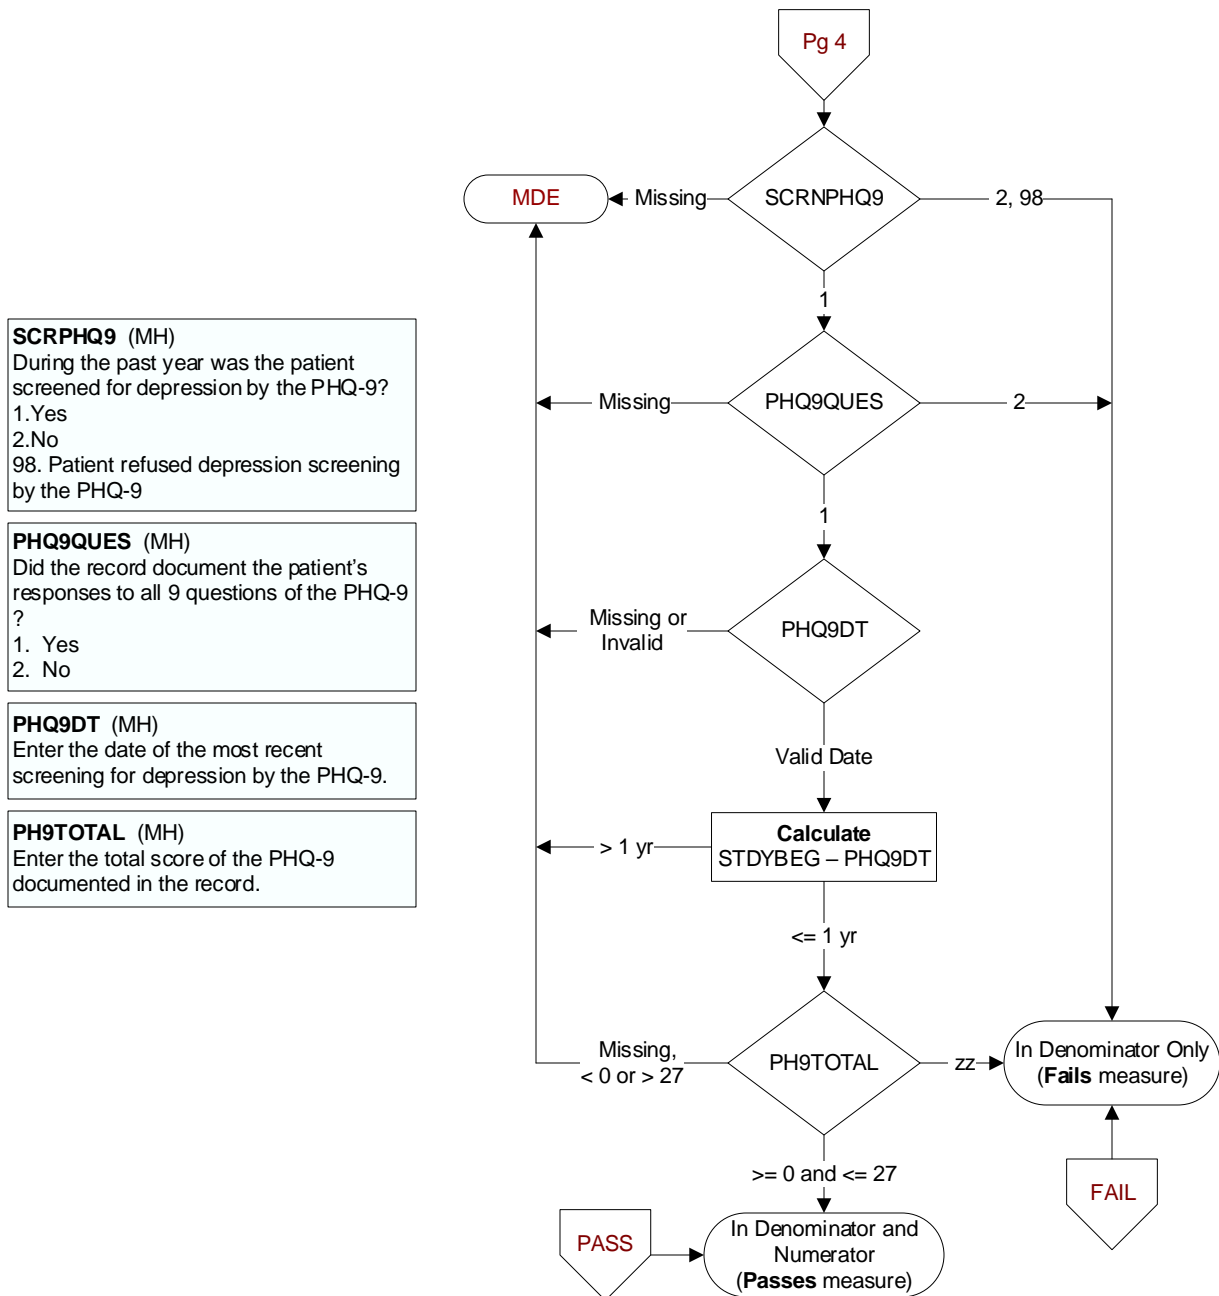 Pg 4
SCRNPHQ9
Missing
MDE
2, 98
1
SCRPHQ9 (MH)
During the past year was the patient
screened for depression by the PHQ-9?
1.Yes
2.No
98. Patient refused depression screening
by the PHQ-9
PHQ9QUES
Missing
2
1
PHQ9QUES (MH)
Did the record document the patient’s
responses to all 9 questions of the PHQ-9
?
1. Yes
2. No
PHQ9DT
Missing or
Invalid
Valid Date
PHQ9DT (MH)
Enter the date of the most recent
screening for depression by the PHQ-9.
Calculate
STDYBEG – PHQ9DT
> 1 yr
<= 1 yr
PH9TOTAL (MH)
Enter the total score of the PHQ-9
documented in the record.
PH9TOTAL
Missing,
< 0 or > 27
zz
In Denominator Only
(Fails measure)
>= 0 and <= 27
FAIL
PASS
In Denominator and
Numerator
(Passes measure)